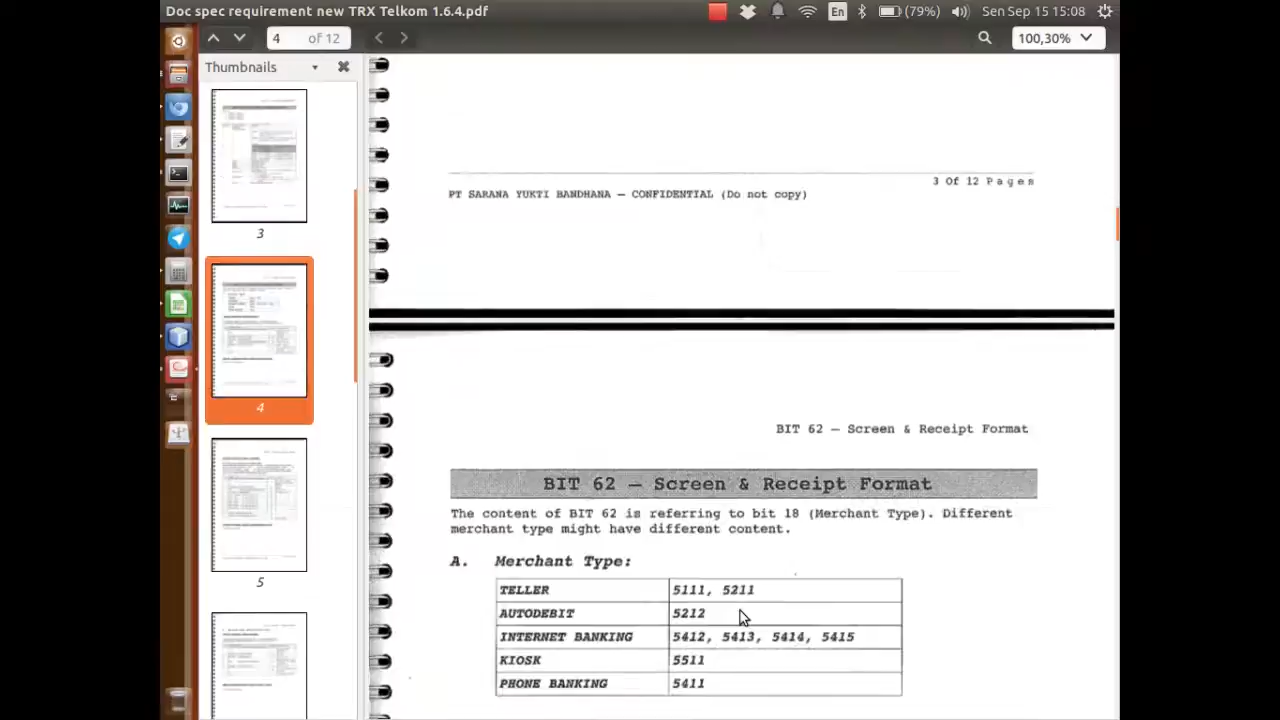 Doc spec requirement new TRX Telkom 1.6.4.pdf
En
(79%)
Sen Sep 15 15:08
4
of 12
100,30%
Thumbnails
3
4
5
3 Of 12 Pages
PT SARANA YUKTI BANDHANA – CONFIDENTIAL (Do not copy)
BIT 62 – Screen & Receipt Format
BIT 62 – Screen & Receipt Format
The content of BIT 62 is referring to bit 18 (Merchant Type). Different
merchant type might have different content.
A. Merchant Type:
TELLER 5111, 5211
AUTODEBIT 5212
INTERNET BANKING 5412, 5413, 5414, 5415
KIOSK 5511
PHONE BANKING 5411